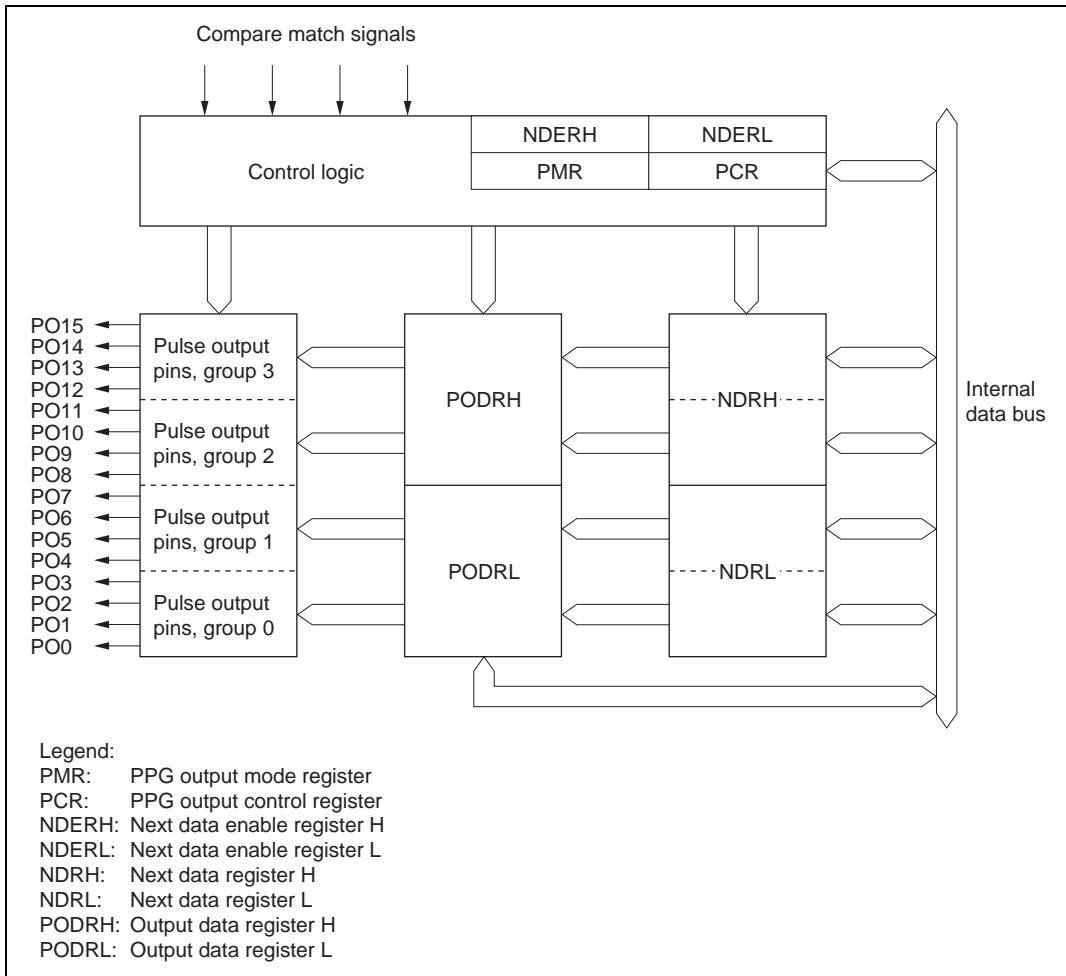 Compare match signals
NDERH
NDERL
Control logic
PMR
PCR
PO15
PO14
PO13
PO12
PO11
PO10
PO9
PO8
PO7
PO6
PO5
PO4
PO3
PO2
PO1
PO0
Pulse output
pins, group 3
Pulse output
pins, group 2
Pulse output
pins, group 1
Pulse output
pins, group 0
PODRH
PODRL
NDRH
NDRL
Internal
data bus
Legend:
PMR: PPG output mode register
PCR: PPG output control register
NDERH: Next data enable register H
NDERL: Next data enable register L
NDRH: Next data register H
NDRL: Next data register L
PODRH: Output data register H
PODRL: Output data register L